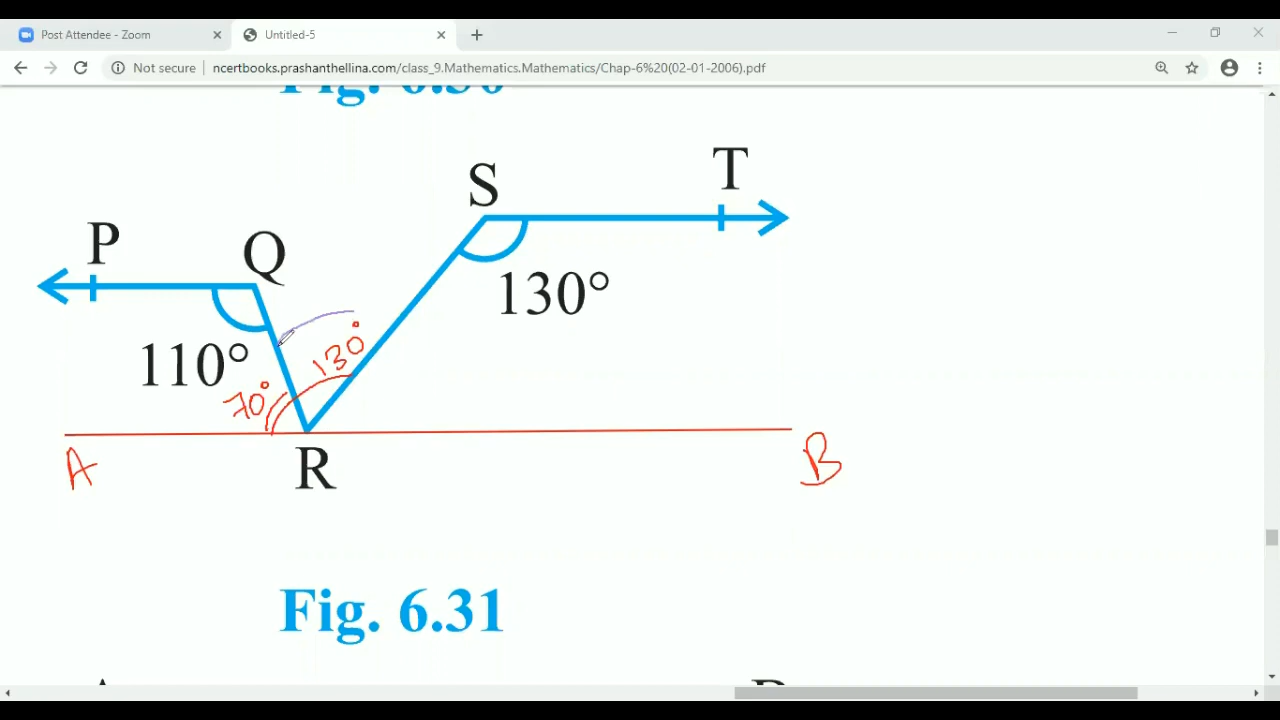 Post Attendee - Zoom
Untitled-5
Not secure
ncertbooks.prashanthellina.com/class_9.Mathematics.Mathematics/Chap-6%20(02-01-2006).pdf
S
T
P
Q
130°
110°
130°
70°
A
R
B
Fig. 6.31